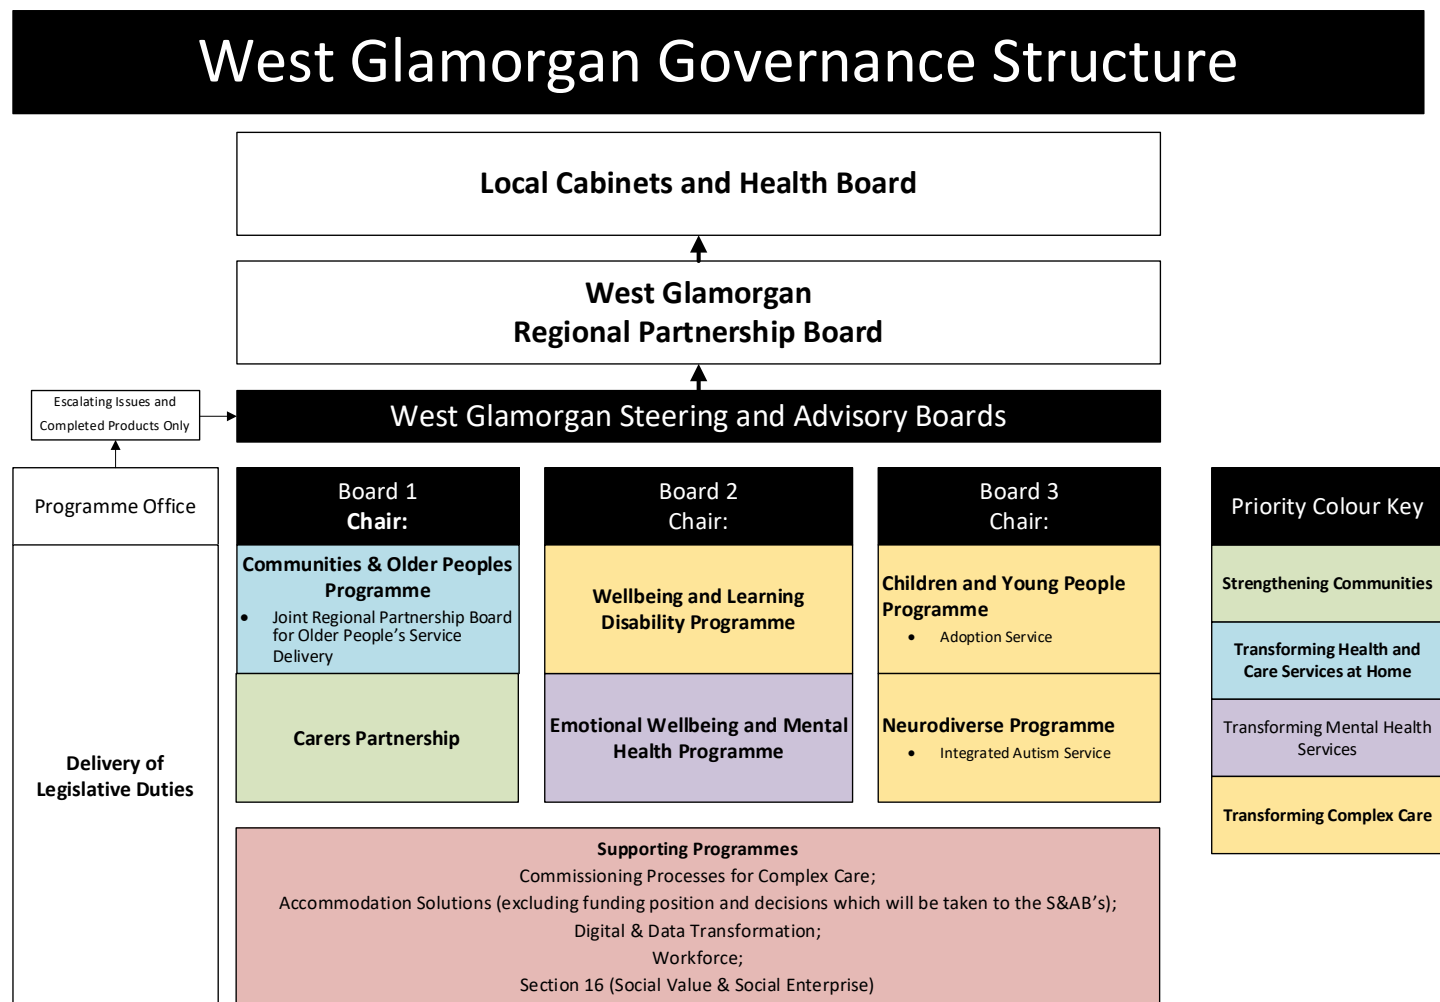 West Glamorgan Governance Structure
Local Cabinets and Health Board
West Glamorgan
Regional Partnership Board
Escalating Issues and
Completed Products Only
West Glamorgan Steering and Advisory Boards
Programme Office
Delivery of
Legislative Duties
Board 1
Chair:
Communities & Older Peoples
Programme
• Joint Regional Partnership Board
for Older People's Service
Delivery
Carers Partnership
Board 2
Chair:
Wellbeing and Learning
Disability Programme
Emotional Wellbeing and Mental
Health Programme
Board 3
Chair:
Children and Young People
Programme
• Adoption Service
Neurodiverse Programme
• Integrated Autism Service
Priority Colour Key
Strengthening Communities
Transforming Health and
Care Services at Home
Transforming Mental Health
Services
Transforming Complex Care
Supporting Programmes
Commissioning Processes for Complex Care;
Accommodation Solutions (excluding funding position and decisions which will be taken to the S&AB's);
Digital & Data Transformation;
Workforce;
Section 16 (Social Value & Social Enterprise)